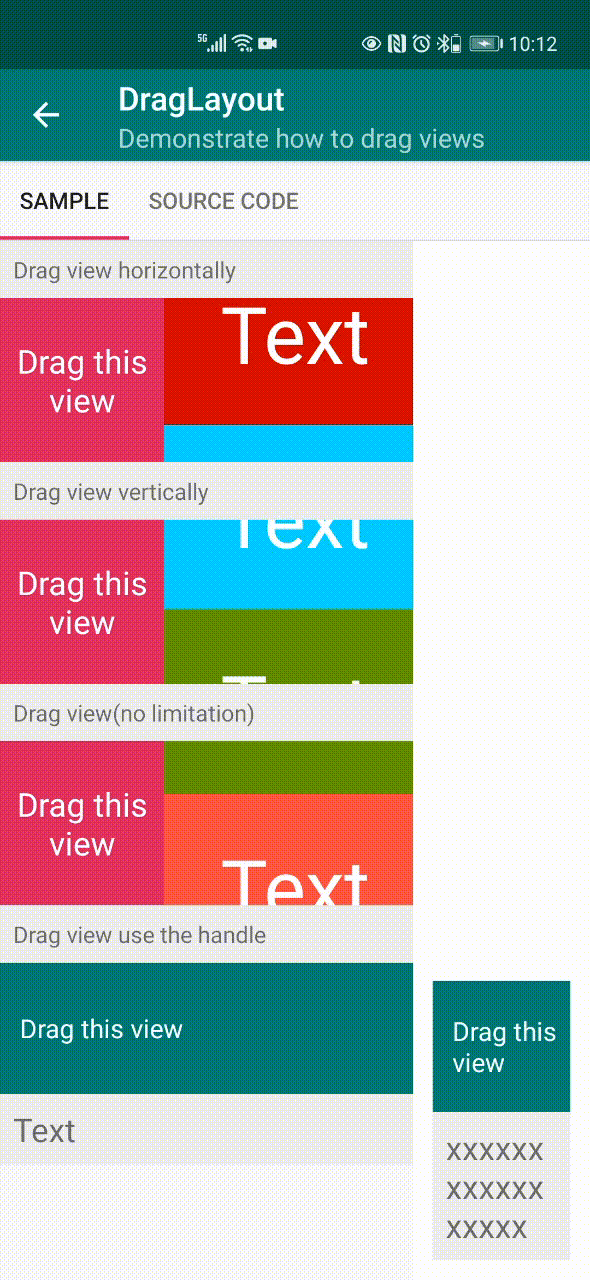 5G 10:12
DragLayout
Demonstrate how to drag views
SAMPLE SOURCE CODE
Drag view horizontally
Drag this
view
Text
Drag view vertically
Drag this
view
Text
Text
Drag view(no limitation)
Drag this
view
Text
Drag view use the handle
Drag this view
Text
Drag this
view
XXXXXX
XXXXXX
XXXXX